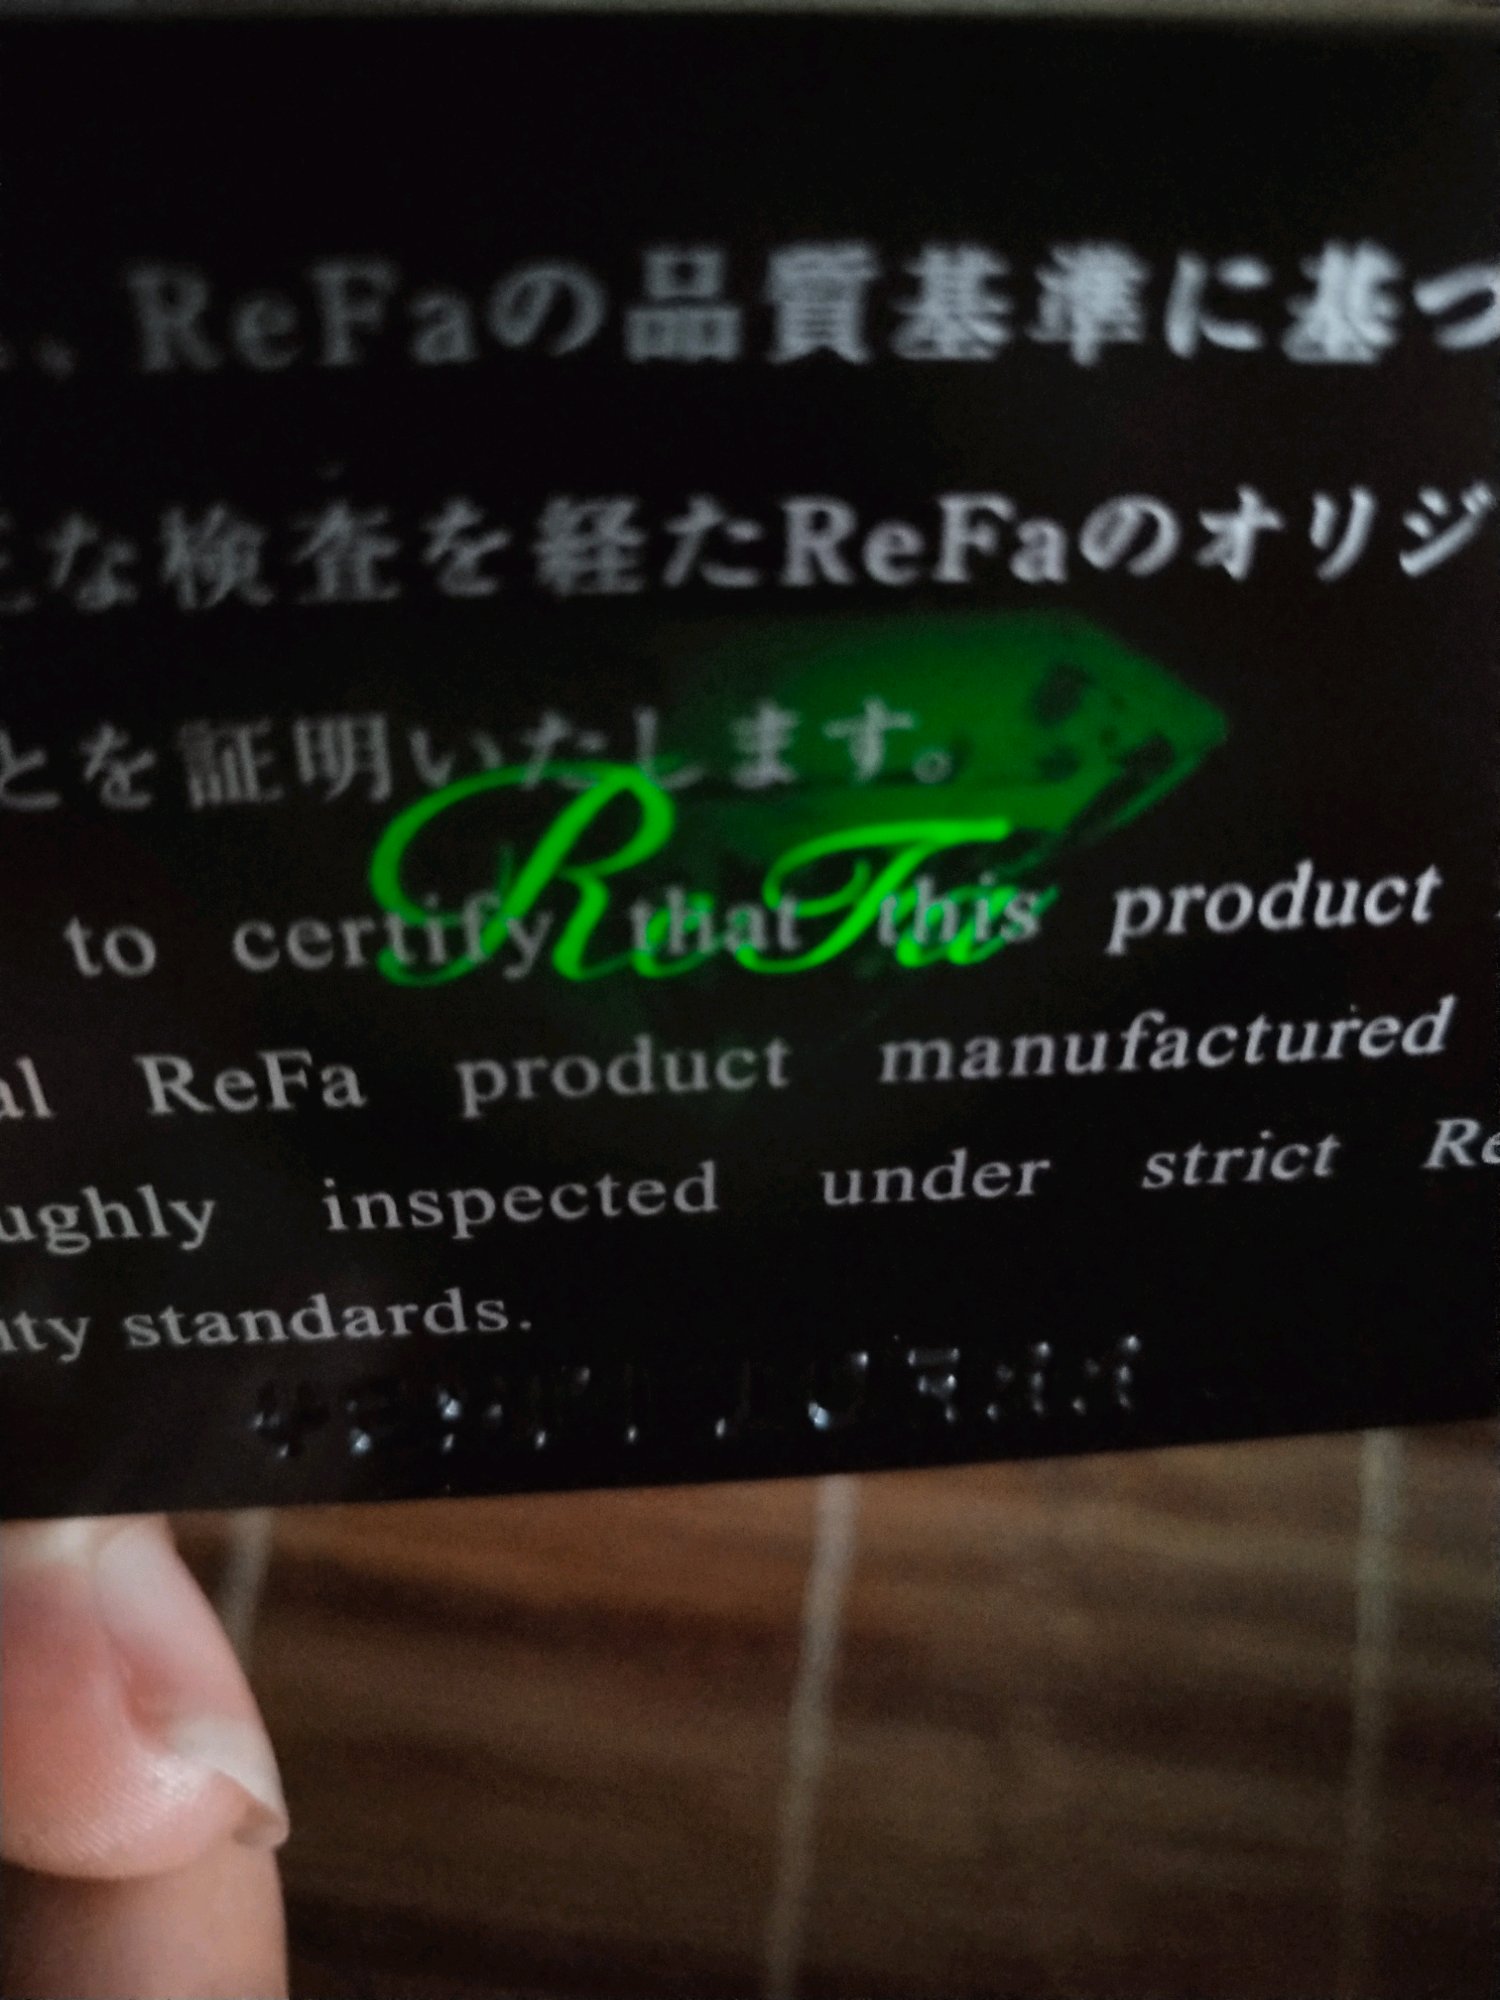 、ReFaの品質基準に基づ
な検査を経たReFaのオリジ
とを証明いたします。
ReFa
to certify that this product
al ReFa product manufactured
ughly inspected under strict Re
ity standards.